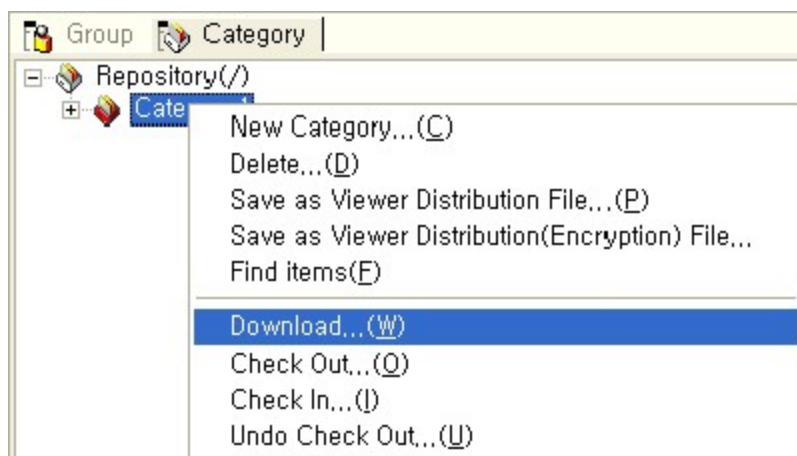 Group Category
Repository(/)
New Category...(C)
Delete...(D)
Save as Viewer Distribution File...(P)
Save as Viewer Distribution(Encryption) File...
Find items(F)
Download...(W)
Check Out...(O)
Check In...(I)
Undo Check Out...(U)